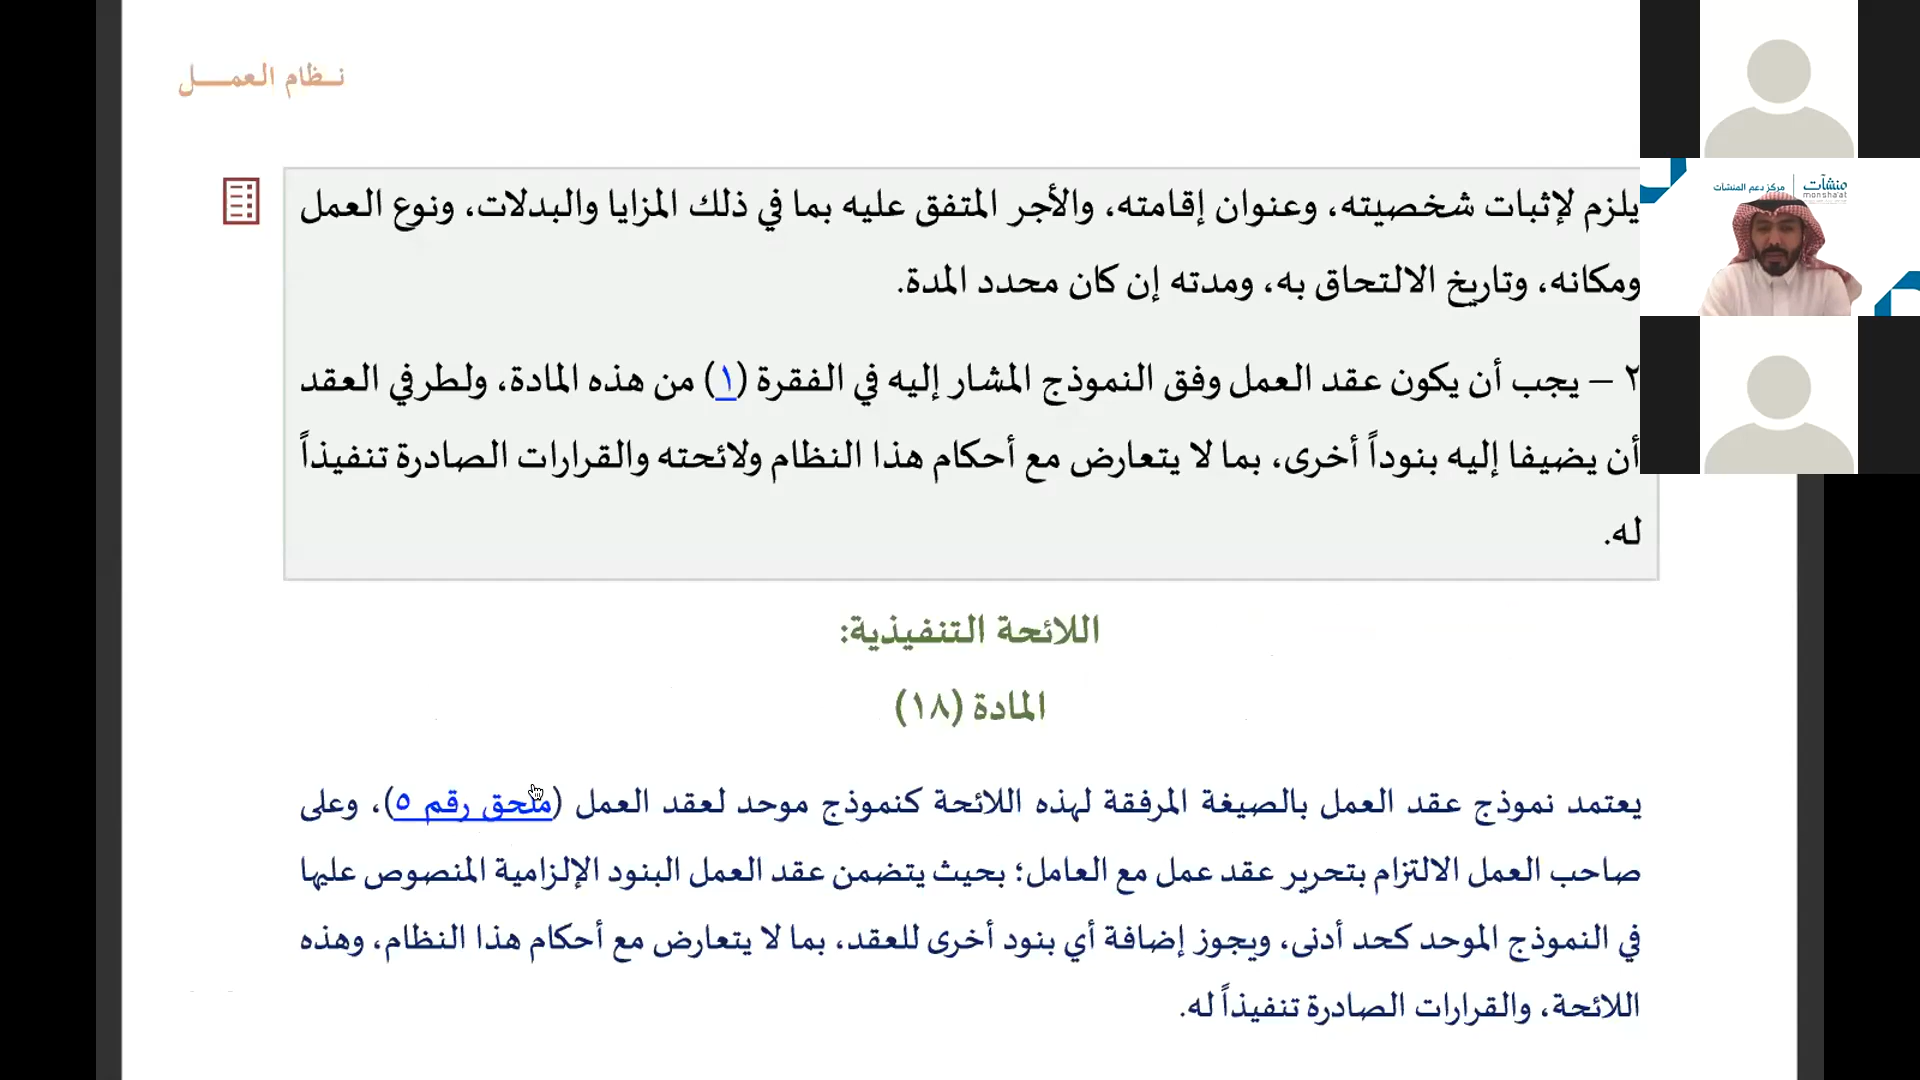 نـظام العمــــل
يلزم لإثبات شخصيته، وعنوان إقامته، والأجر المتفق عليه بما في ذلك المزايا والبدلات، ونوع العمل
ومكانه، وتاريخ الالتحاق به، ومدته إن كان محدد المدة.
٢ – يجب أن يكون عقد العمل وفق النموذج المشار إليه في الفقرة (١) من هذه المادة، ولطرفي العقد
أن يضيفا إليه بنوداً أخرى، بما لا يتعارض مع أحكام هذا النظام ولائحته والقرارات الصادرة تنفيذاً
له.
اللائحة التنفيذية:
المادة (١٨)
يعتمد نموذج عقد العمل بالصيغة المرفقة لهذه اللائحة كنموذج موحد لعقد العمل (ملحق رقم ٥)، وعلى
صاحب العمل الالتزام بتحرير عقد عمل مع العامل؛ بحيث يتضمن عقد العمل البنود الإلزامية المنصوص عليها
في النموذج الموحد كحد أدنى، ويجوز إضافة أي بنود أخرى للعقد، بما لا يتعارض مع أحكام هذا النظام، وهذه
اللائحة، والقرارات الصادرة تنفيذاً له.
منشآت
monsha'at
مركز دعم المنشآت